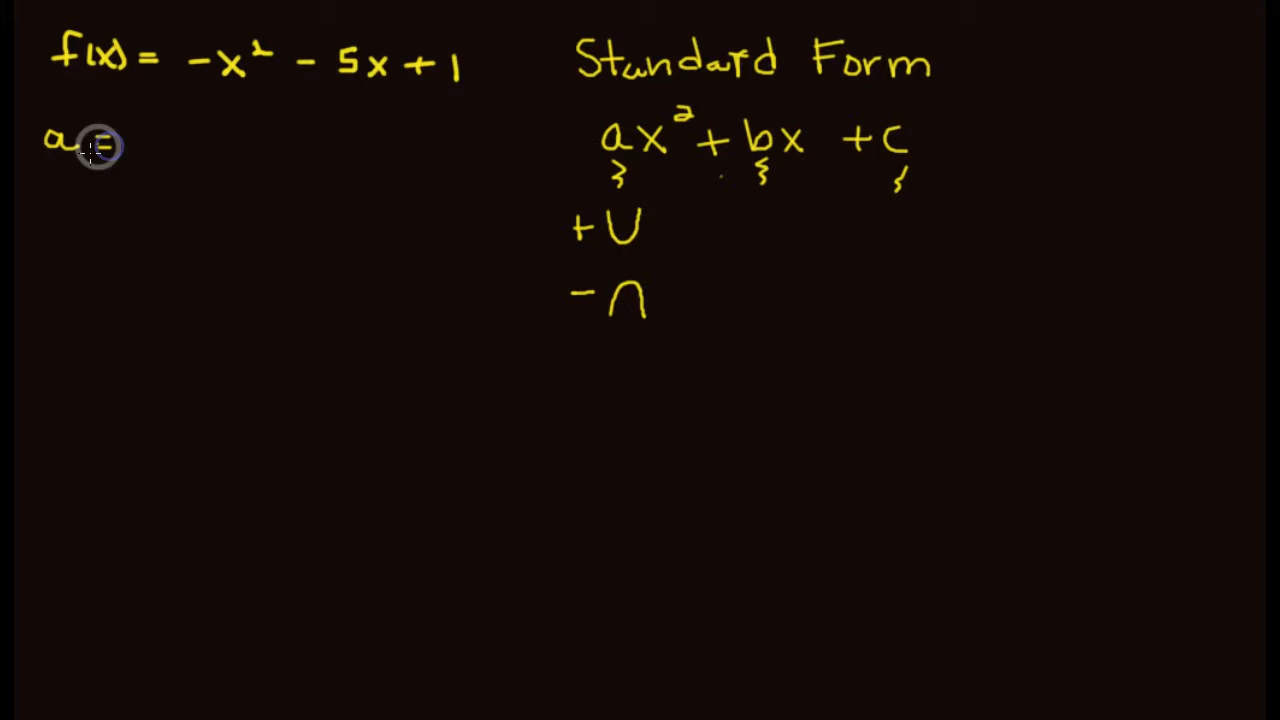 f(x) = -x² - 5x + 1
a =
Standard Form
ax² + bx + c
+ U
- ∩